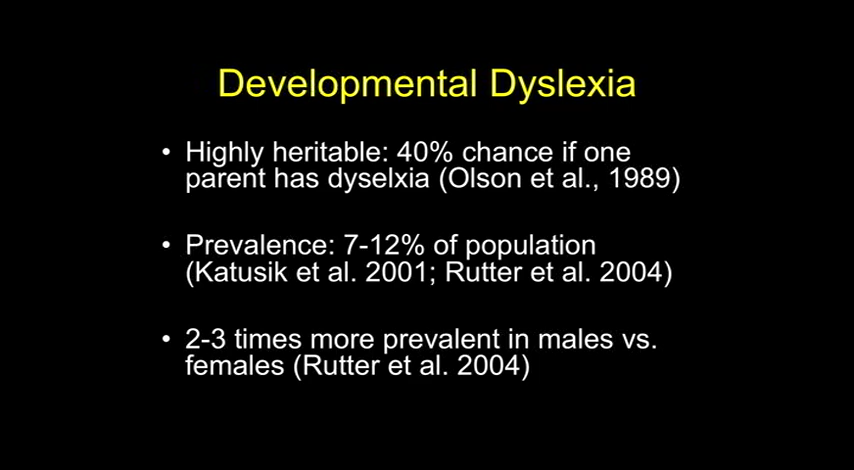 Developmental Dyslexia
• Highly heritable: 40% chance if one
parent has dyselxia (Olson et al., 1989)
• Prevalence: 7-12% of population
(Katusik et al. 2001; Rutter et al. 2004)
• 2-3 times more prevalent in males vs.
females (Rutter et al. 2004)